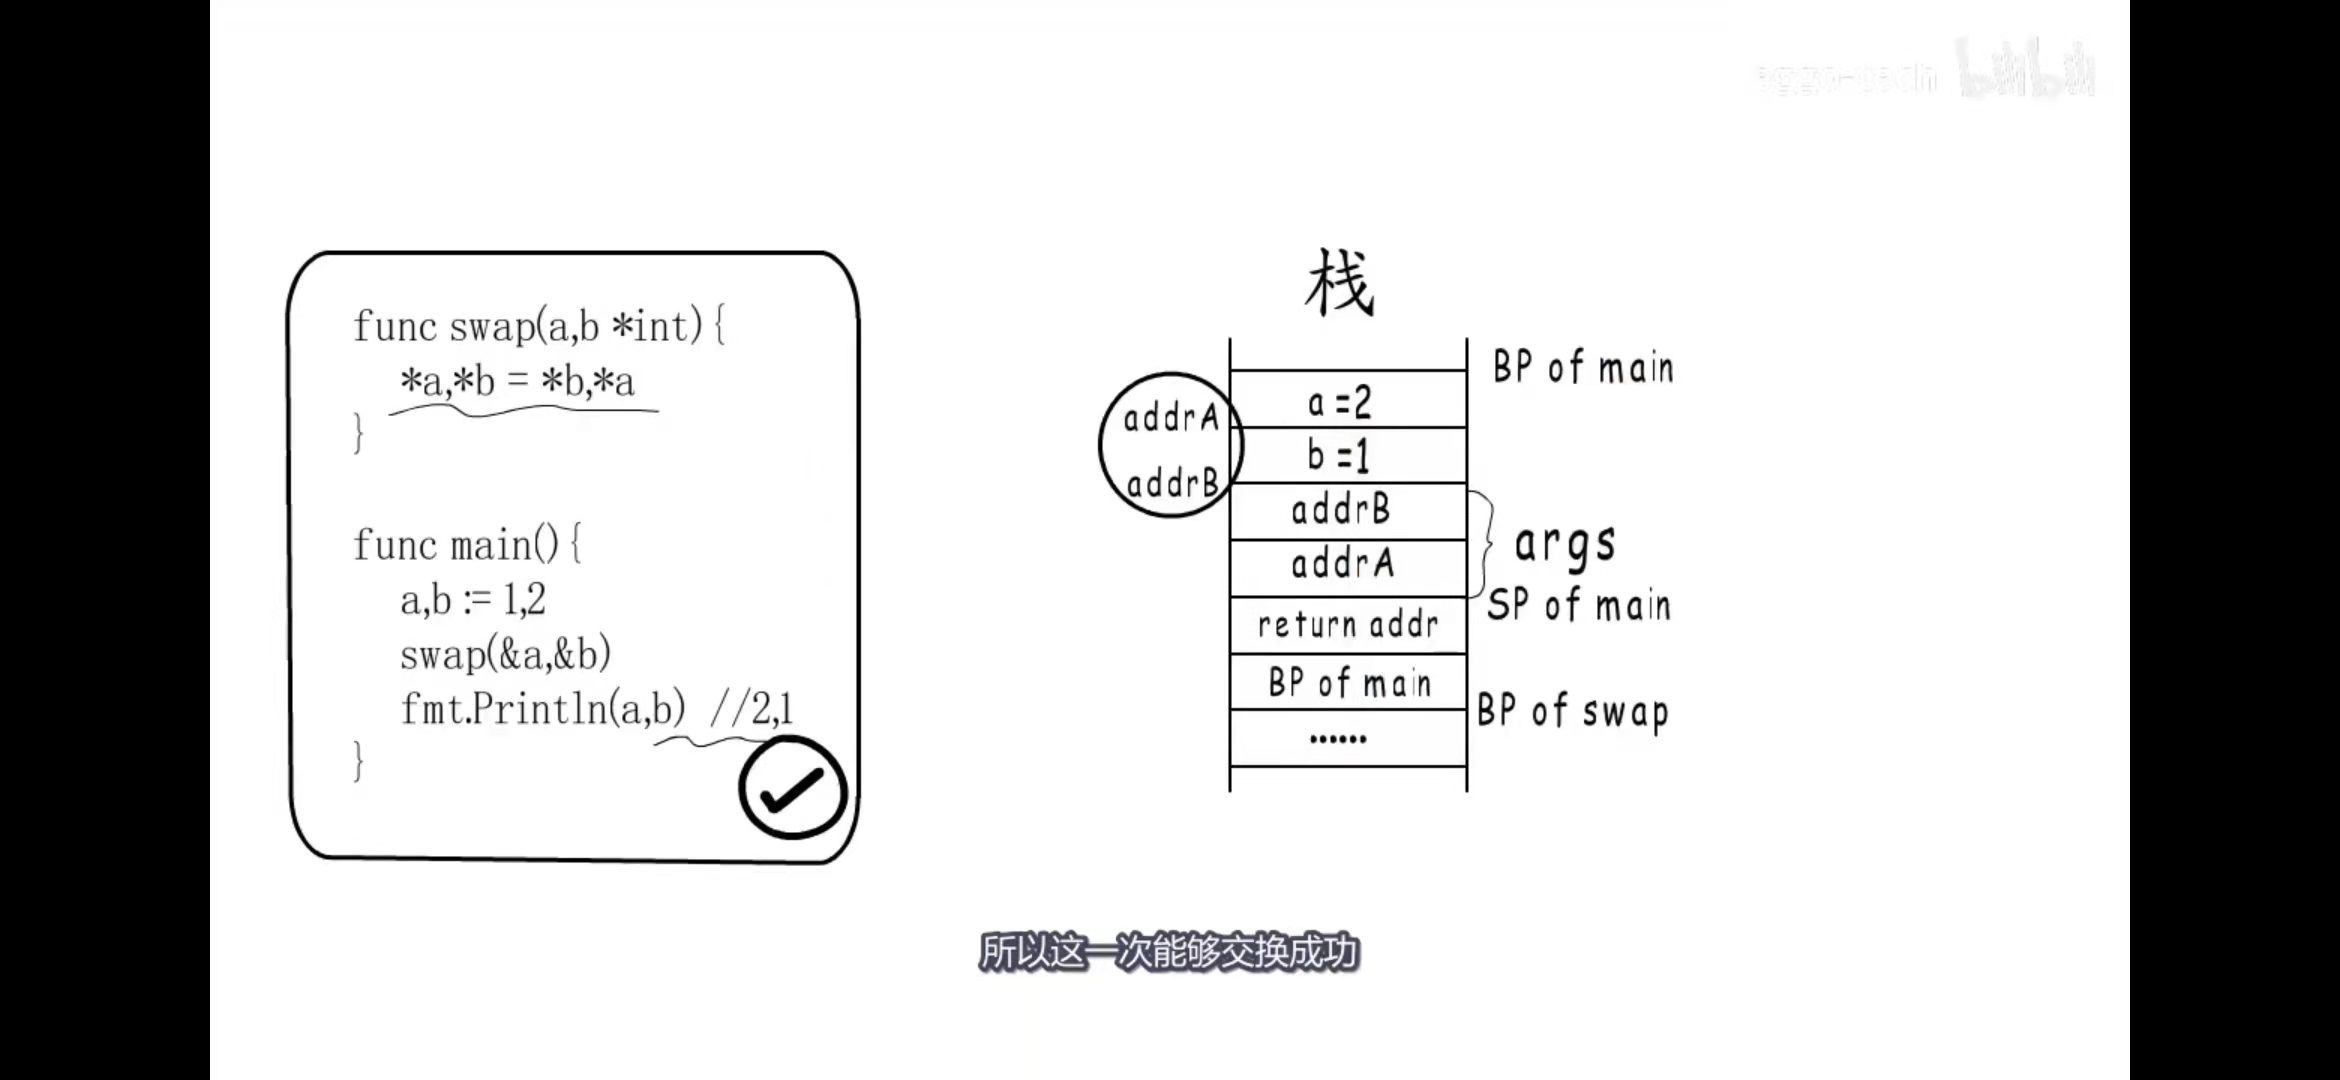 func swap(a,b *int){
*a,*b = *b,*a
}
func main(){
a,b := 1,2
swap(&a,&b)
fmt.Println(a,b) //2,1
}
栈
BP of main
addrA
a =2
addrB
b =1
addrB
addrA
args
SP of main
return addr
BP of main
BP of swap
......
所以这一次能够交换成功
bilibili